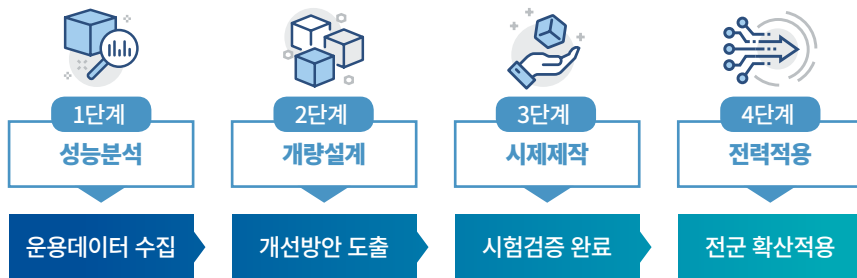 1단계
성능분석
운용데이터 수집
2단계
개량설계
개선방안 도출
3단계
시제제작
시험검증 완료
4단계
전력적용
전군 확산적용